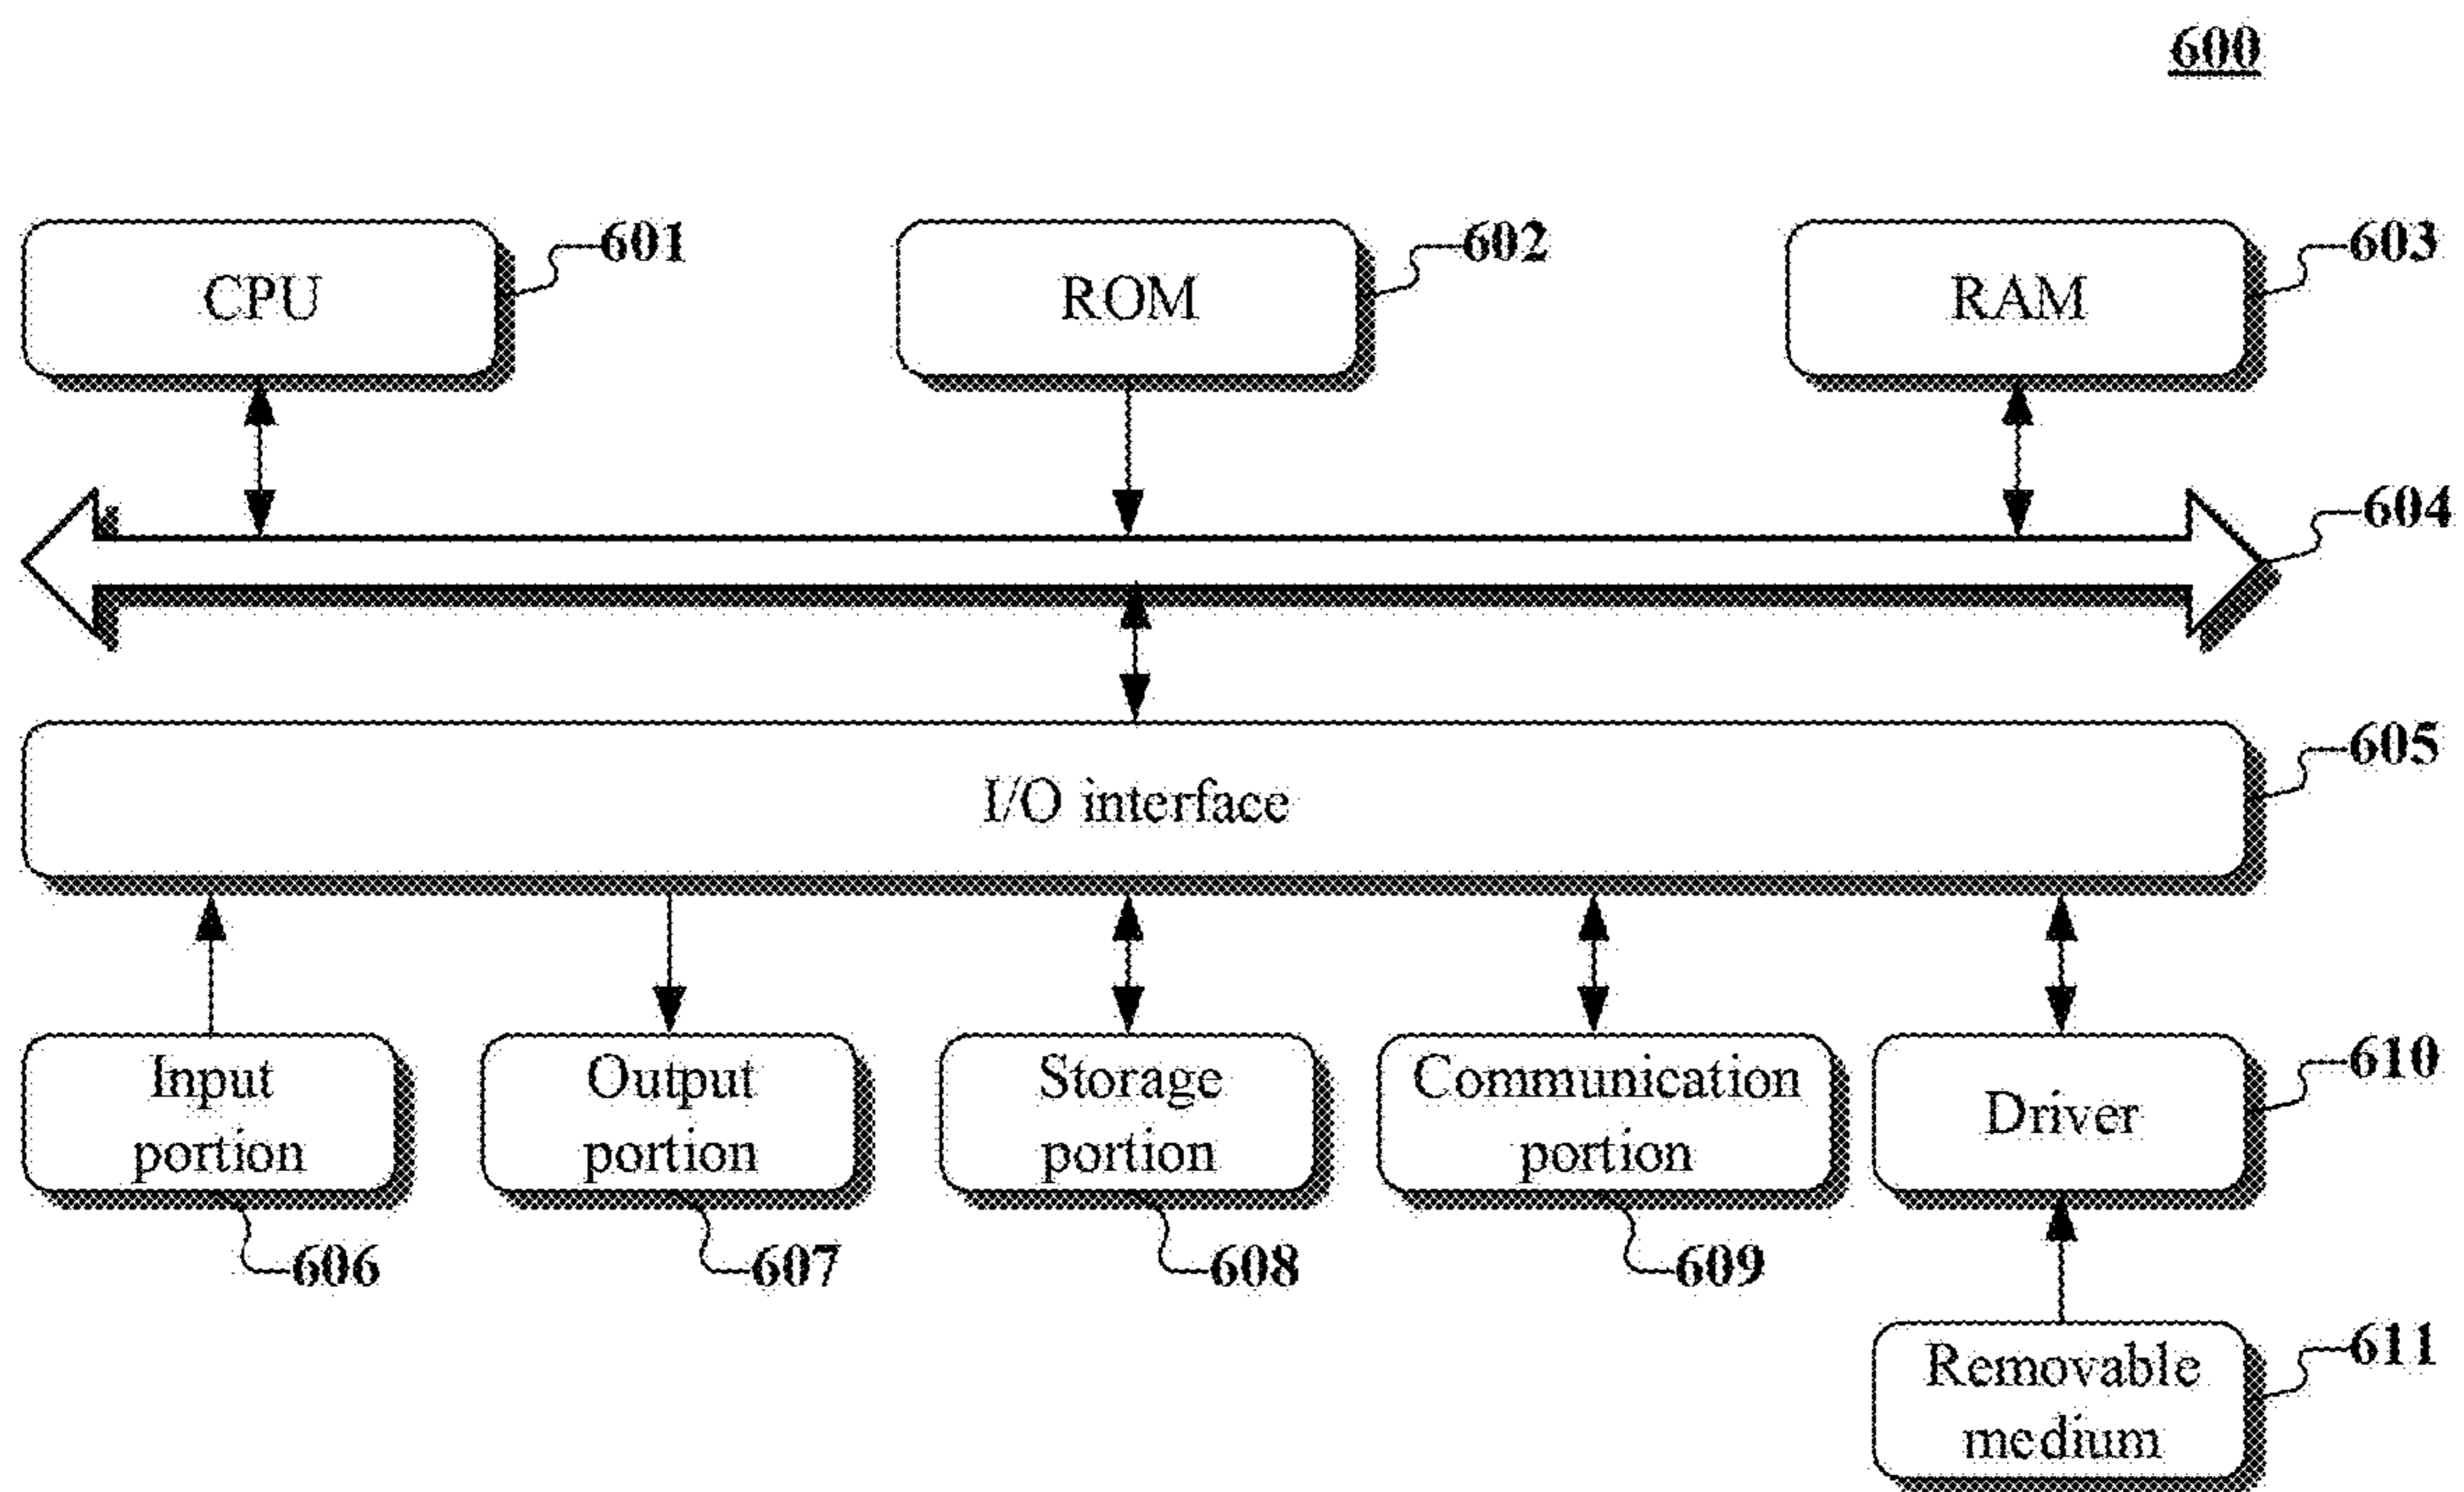 600
CPU
601
ROM
602
RAM
603
604
I/O interface
605
Input
portion
606
Output
portion
607
Storage
portion
608
Communication
portion
609
Driver
610
Removable
medium
611